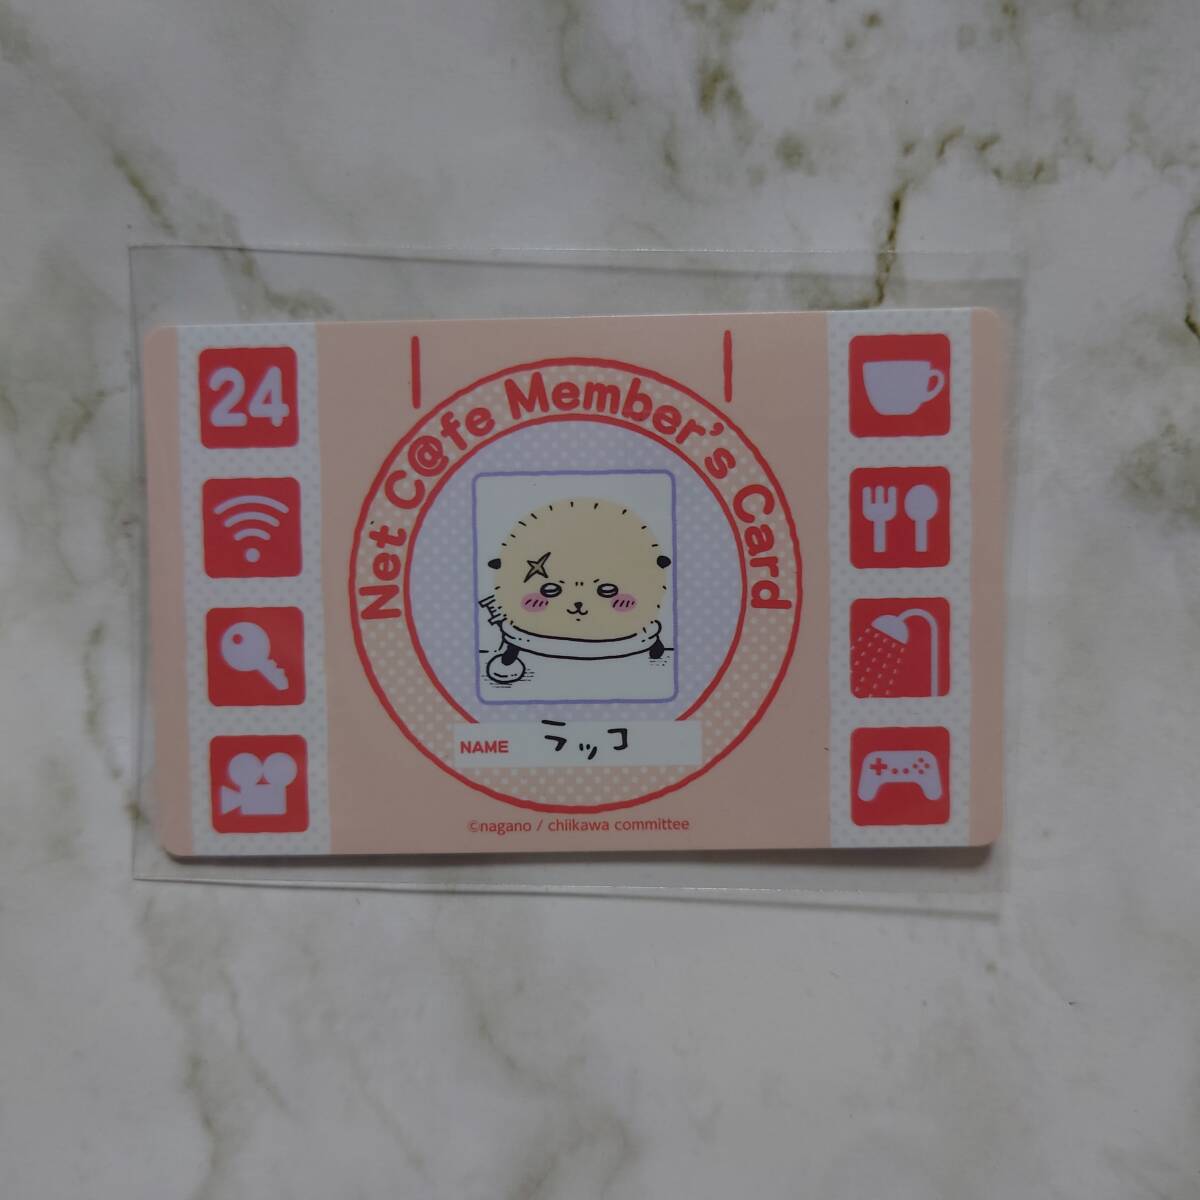 24
Net C@fe Member's Card
NAME ラッコ
©nagano / chiikawa committee